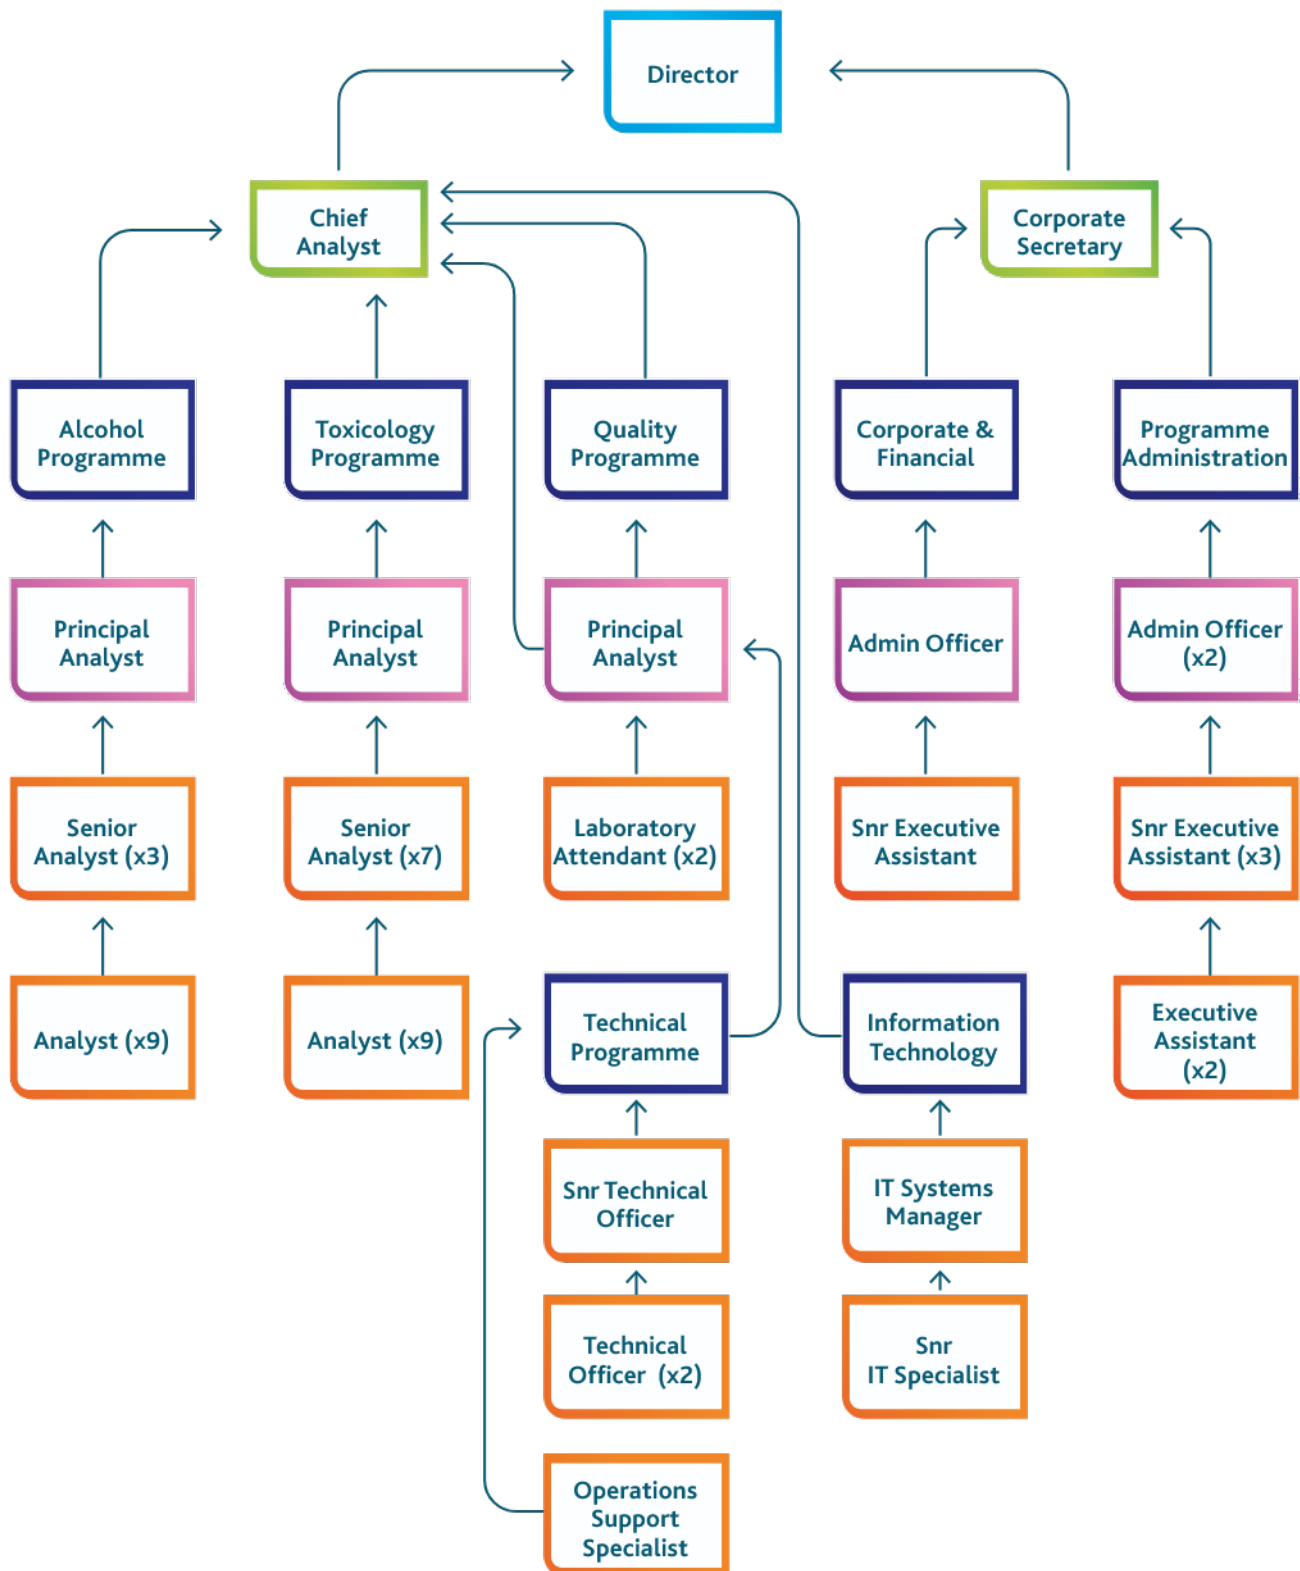 Director
Chief
Analyst
Corporate
Secretary
Alcohol
Programme
Toxicology
Programme
Quality
Programme
Corporate &
Financial
Programme
Administration
Principal
Analyst
Principal
Analyst
Principal
Analyst
Admin Officer
Admin Officer
(x2)
Senior
Analyst (x3)
Senior
Analyst (x7)
Laboratory
Attendant (x2)
Snr Executive
Assistant
Snr Executive
Assistant (x3)
Analyst (x9)
Analyst (x9)
Technical
Programme
Information
Technology
Executive
Assistant
(x2)
Snr Technical
Officer
IT Systems
Manager
Technical
Officer (x2)
Snr
IT Specialist
Operations
Support
Specialist